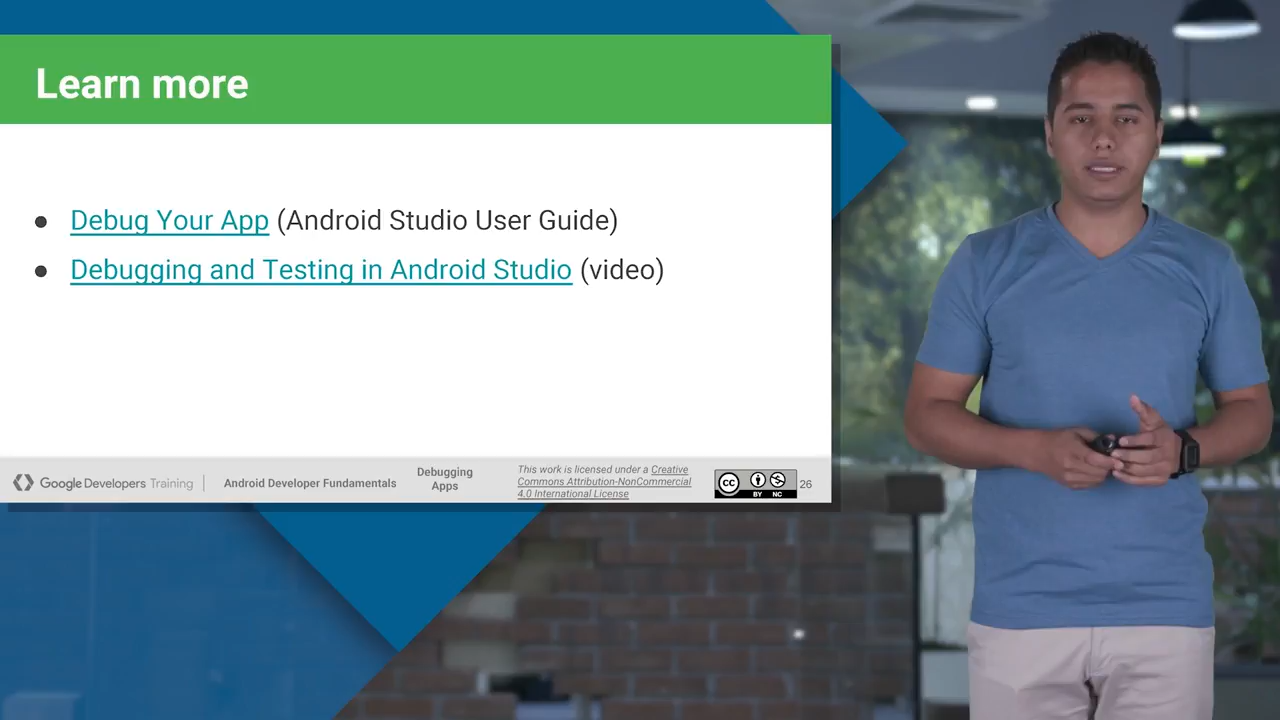 Learn more
● Debug Your App (Android Studio User Guide)
● Debugging and Testing in Android Studio (video)
Google Developers Training
Android Developer Fundamentals
Debugging
Apps
This work is licensed under a Creative
Commons Attribution-NonCommercial
4.0 International License
cc
BY NC
26